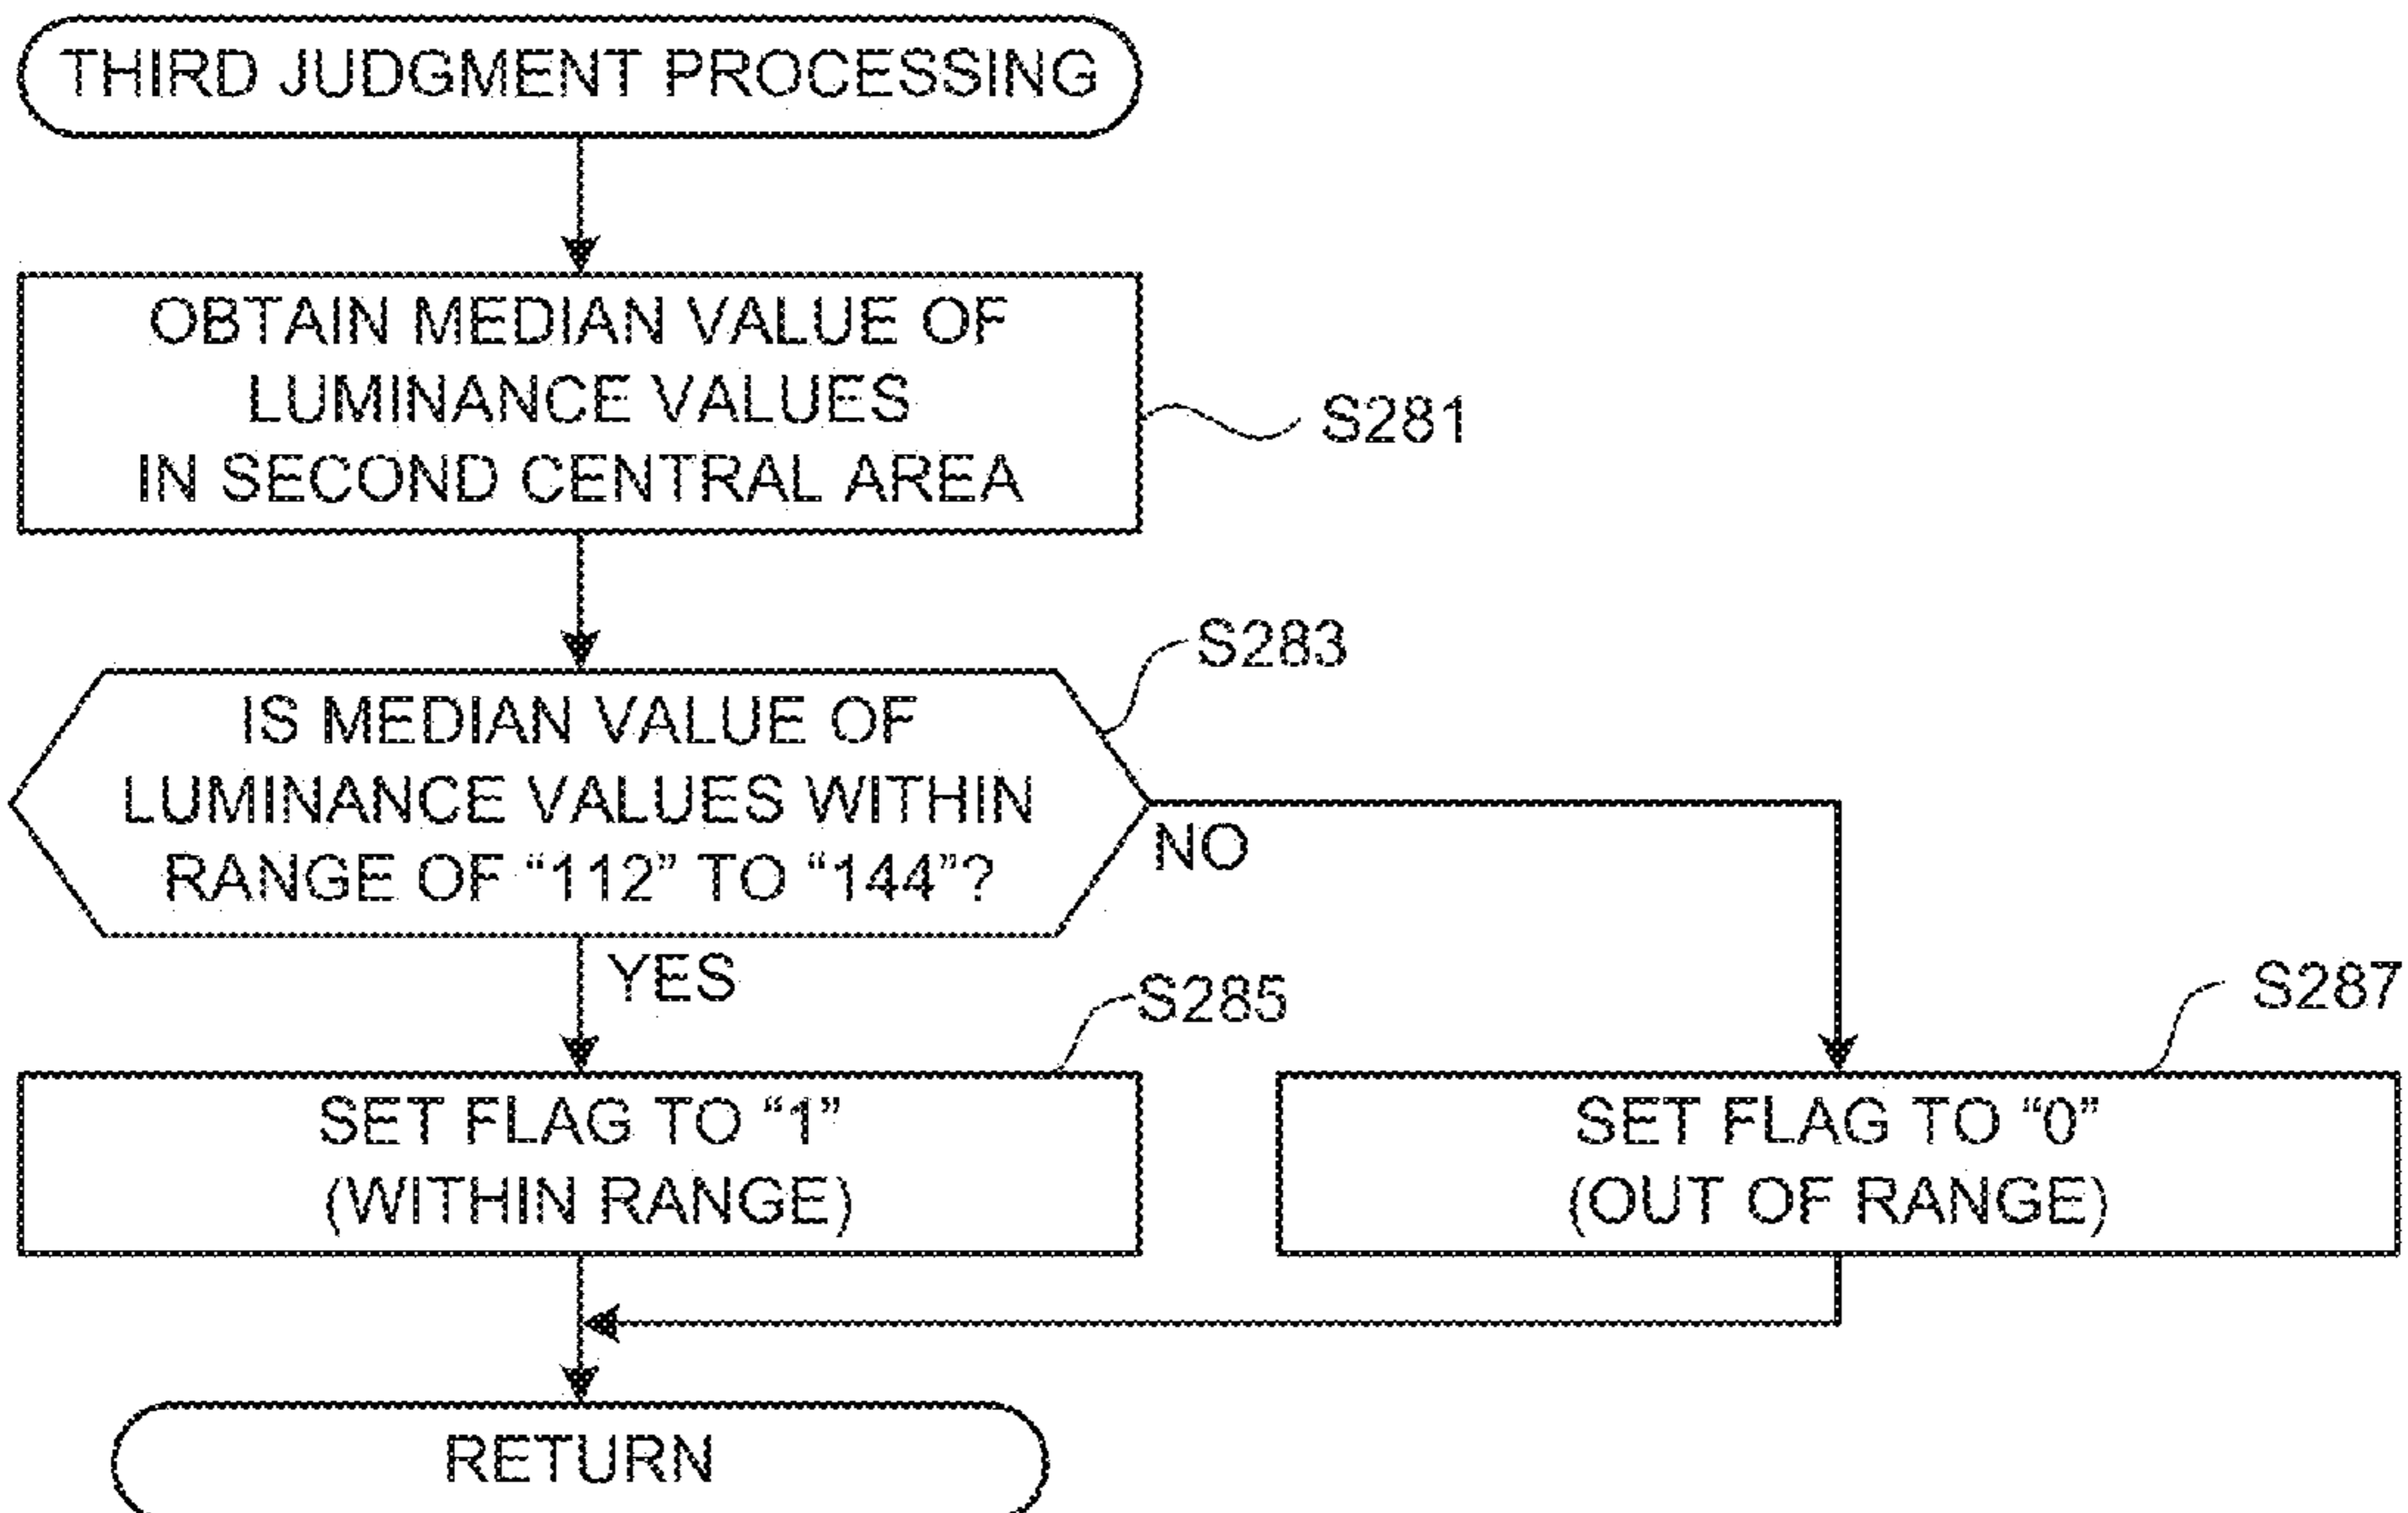 THIRD JUDGMENT PROCESSING
OBTAIN MEDIAN VALUE OF
LUMINANCE VALUES
IN SECOND CENTRAL AREA
S281
S283
IS MEDIAN VALUE OF
LUMINANCE VALUES WITHIN
RANGE OF “112” TO “144”?
NO
YES
S285
S287
SET FLAG TO “1”
(WITHIN RANGE)
SET FLAG TO “0”
(OUT OF RANGE)
RETURN